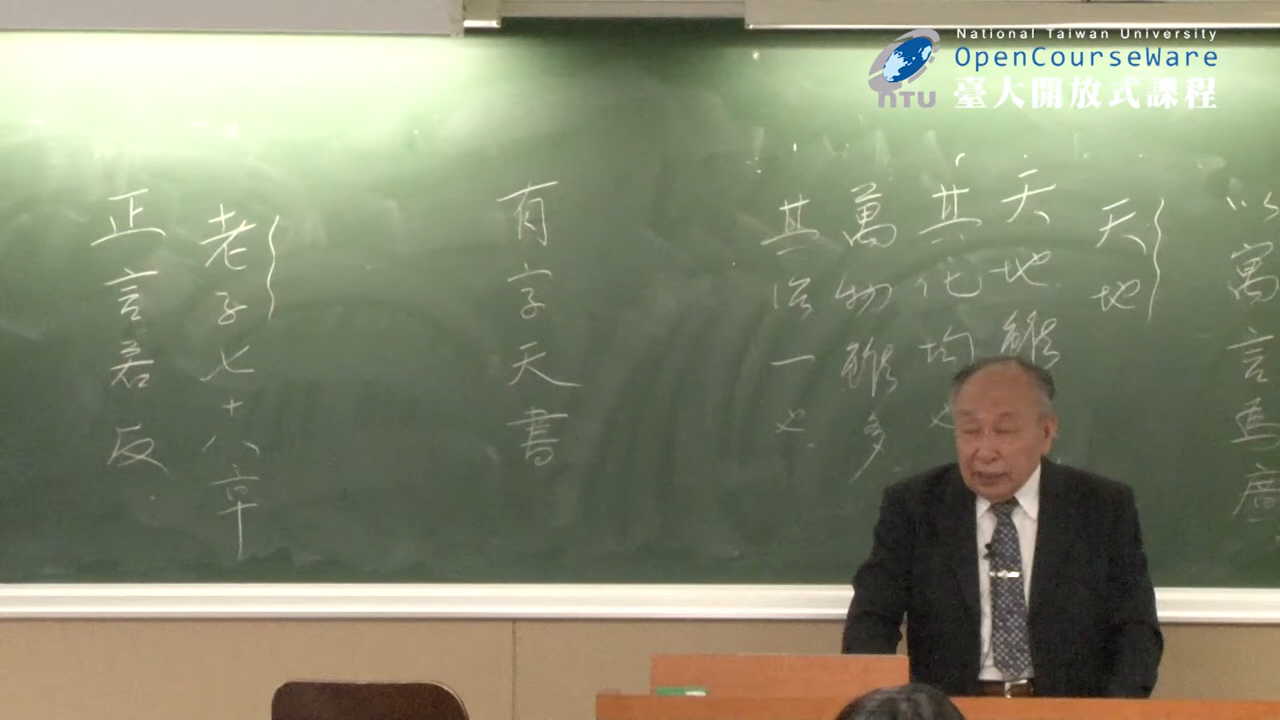 National Taiwan University
OpenCourseWare
臺大開放式課程
NTU
以寓言為廣
天地
天地雖
其化均也
萬物雖多
其治一也
有字天書
老子七十八章
正言若反